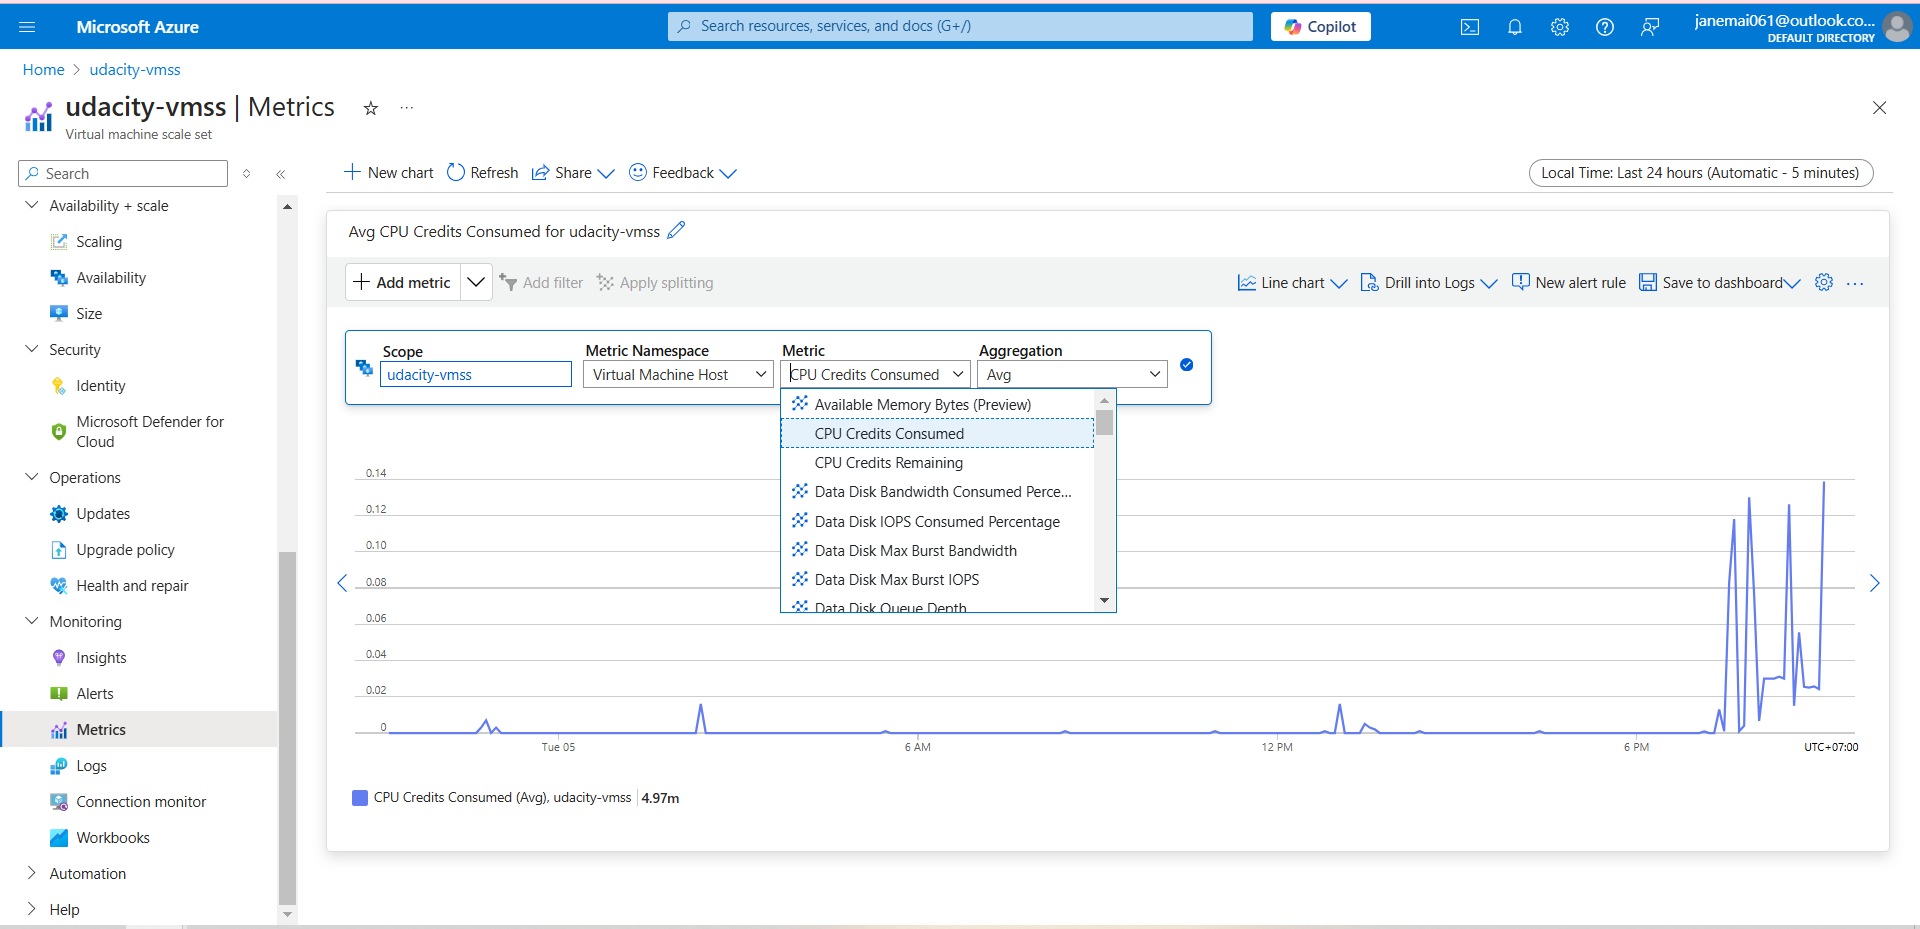 Microsoft Azure
Search resources, services, and docs (G+/)
Copilot
janemai061@outlook.co...
DEFAULT DIRECTORY
Home > udacity-vmss
udacity-vmss | Metrics
...
Virtual machine scale set
Search
New chart
Refresh
Share
Feedback
Local Time: Last 24 hours (Automatic - 5 minutes)
Availability + scale
Scaling
Availability
Size
Security
Identity
Microsoft Defender for
Cloud
Operations
Updates
Upgrade policy
Health and repair
Monitoring
Insights
Alerts
Metrics
Logs
Connection monitor
Workbooks
Automation
Help
Avg CPU Credits Consumed for udacity-vmss
Add metric
Add filter
Apply splitting
Line chart
Drill into Logs
New alert rule
Save to dashboard
...
Scope
udacity-vmss
Metric Namespace
Virtual Machine Host
Metric
CPU Credits Consumed
Aggregation
Avg
Available Memory Bytes (Preview)
CPU Credits Consumed
CPU Credits Remaining
Data Disk Bandwidth Consumed Perce...
Data Disk IOPS Consumed Percentage
Data Disk Max Burst Bandwidth
Data Disk Max Burst IOPS
Data Disk Queue Depth
0.14
0.12
0.10
0.08
0.06
0.04
0.02
0
Tue 05
6 AM
12 PM
6 PM
UTC+07:00
CPU Credits Consumed (Avg), udacity-vmss | 4.97m